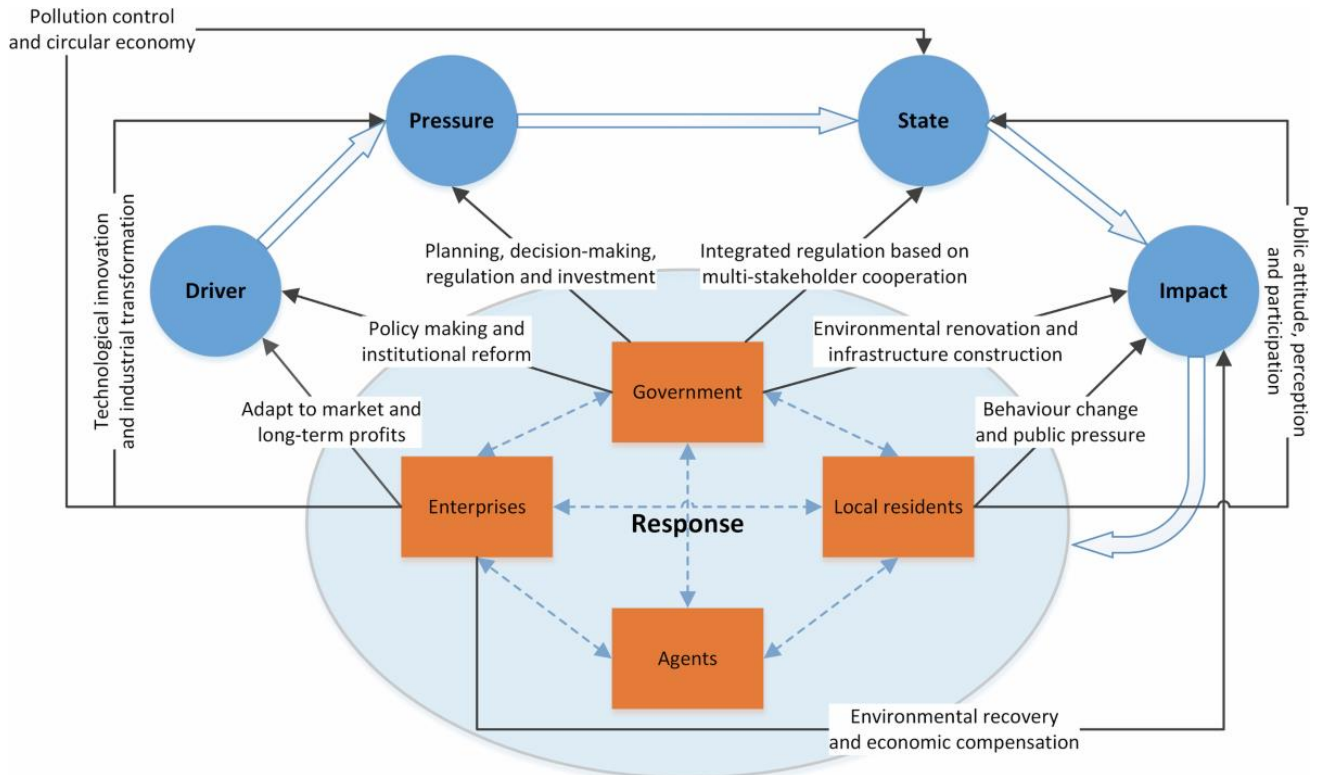 Pollution control
and circular economy
Pressure
State
Technological innovation
and industrial transformation
Driver
Planning, decision-making,
regulation and investment
Integrated regulation based on
multi-stakeholder cooperation
Impact
Public attitude, perception
and participation
Policy making and
institutional reform
Environmental renovation and
infrastructure construction
Government
Adapt to market and
long-term profits
Behaviour change
and public pressure
Enterprises
Response
Local residents
Agents
Environmental recovery
and economic compensation